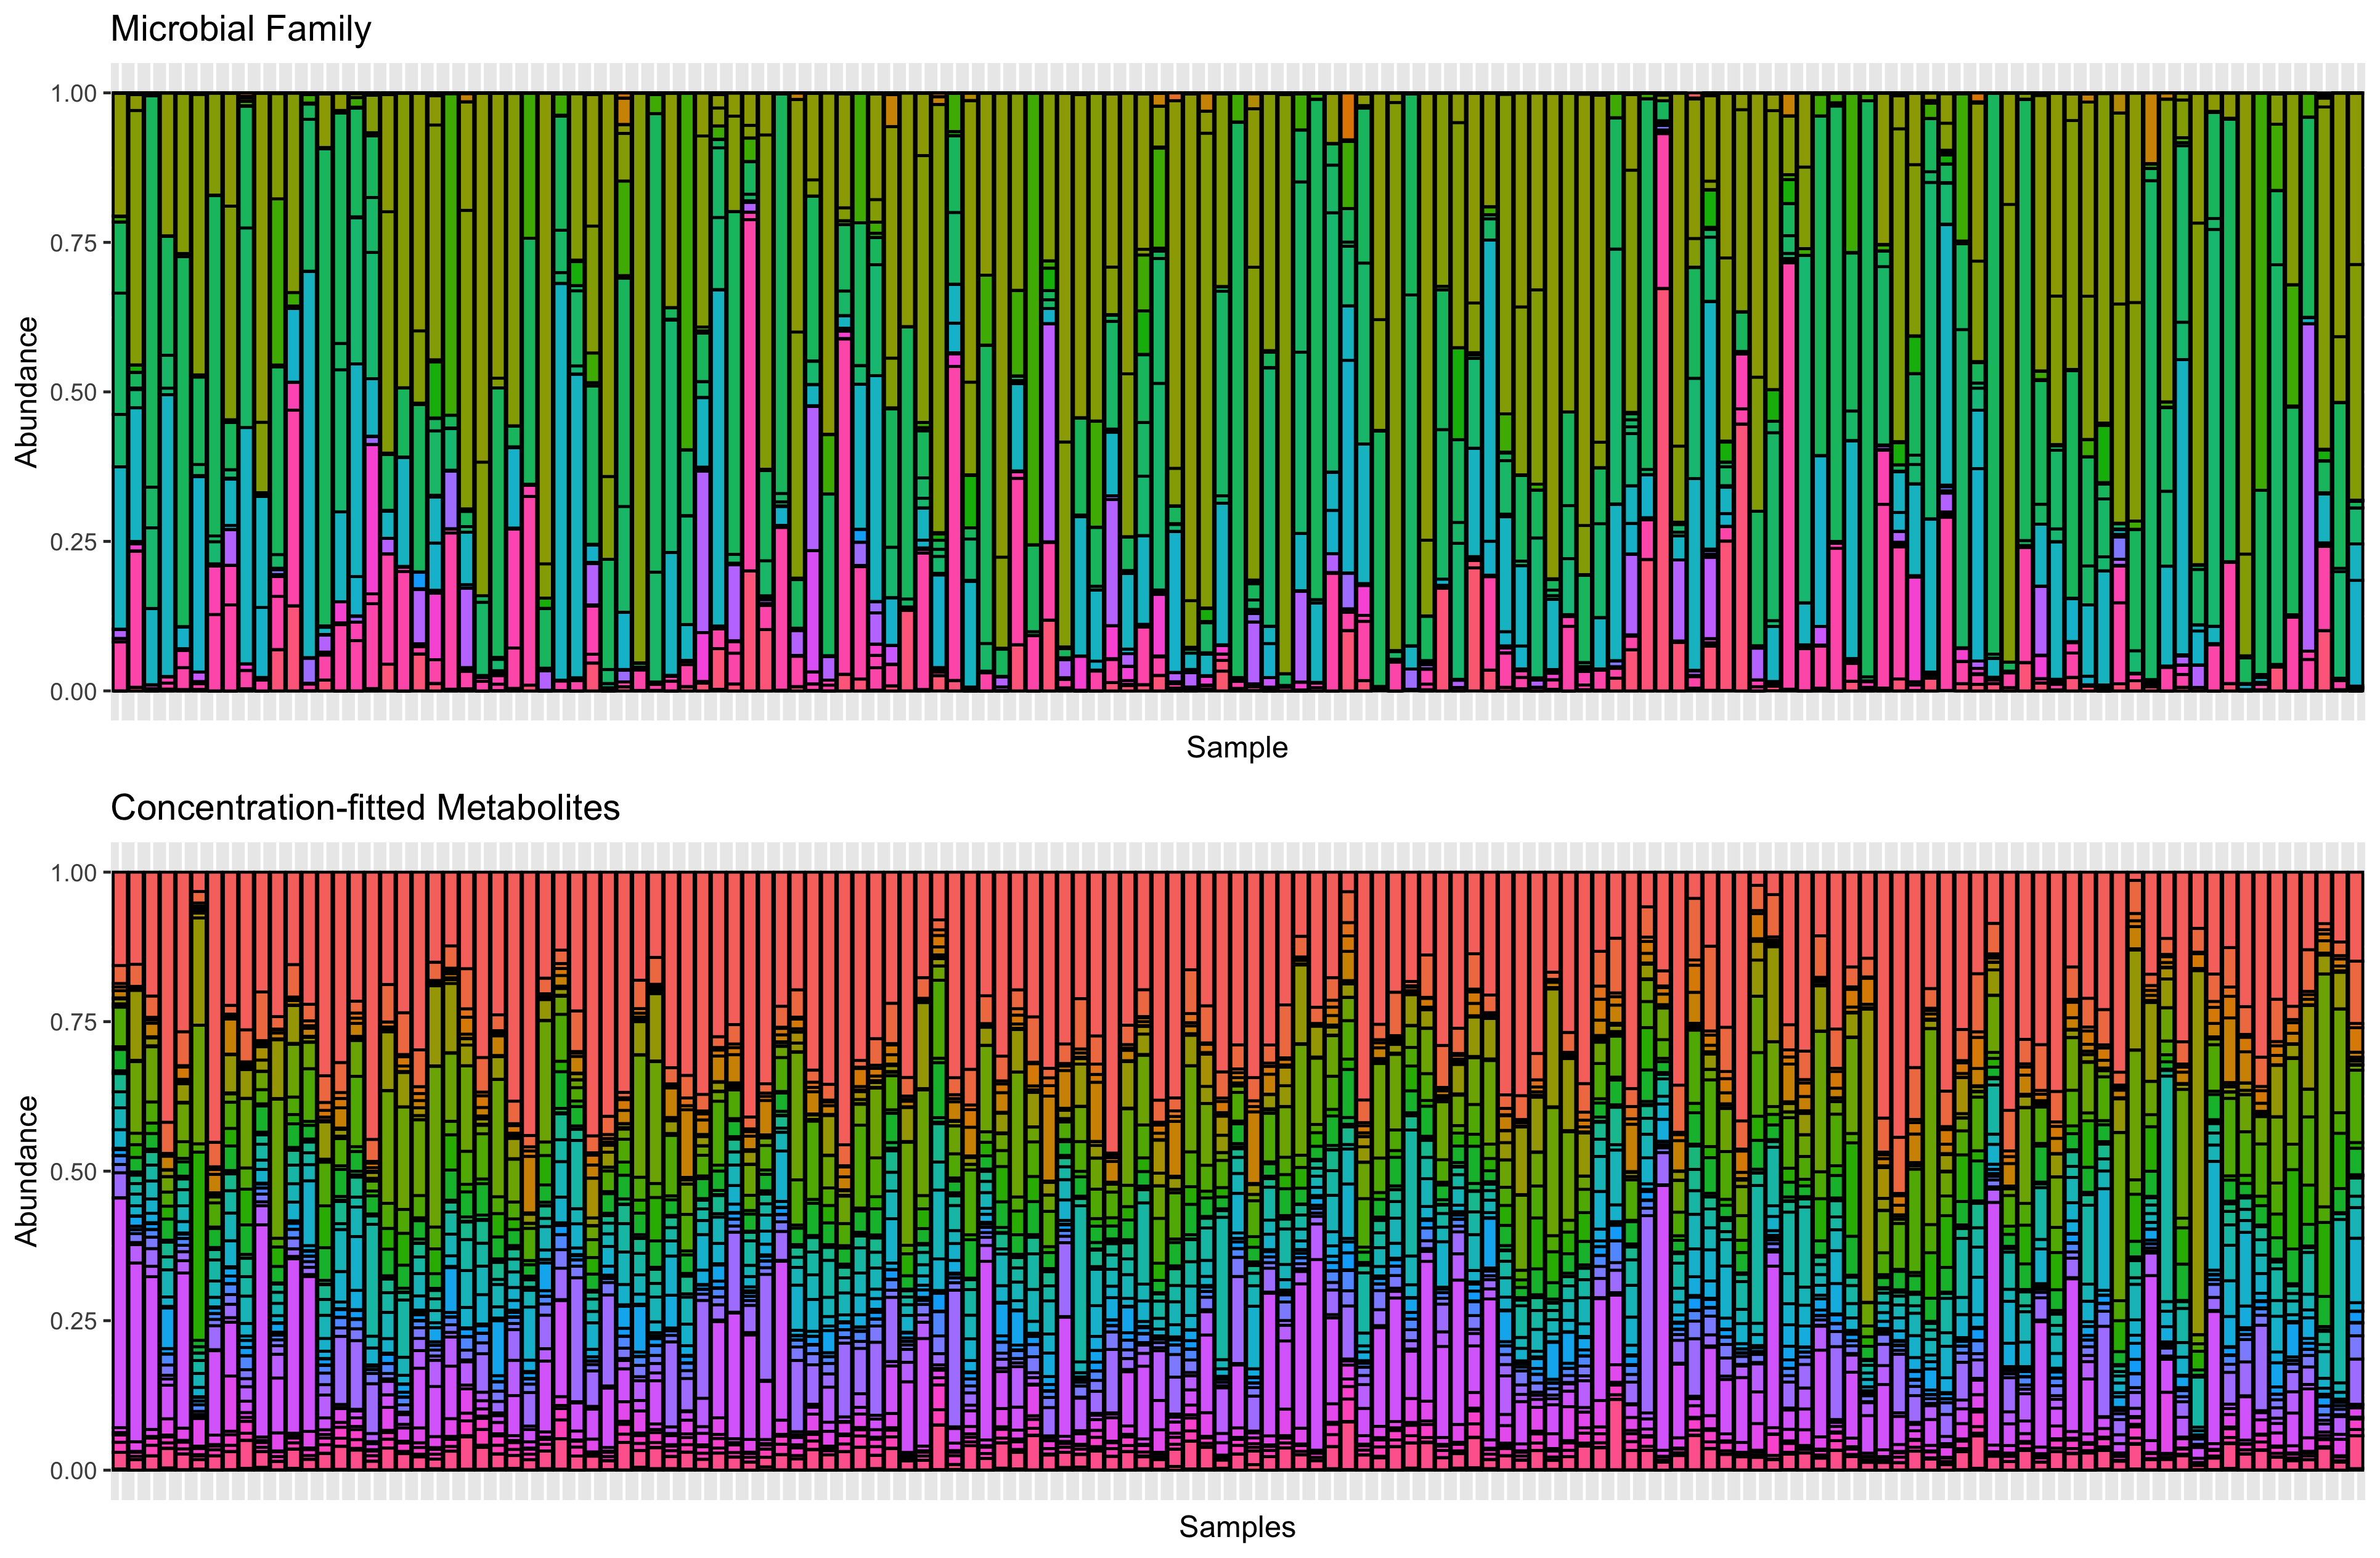 Microbial Family
1.00
0.75
0.50
0.25
0.00
Abundance
Sample
Concentration-fitted Metabolites
1.00
0.75
0.50
0.25
0.00
Abundance
Samples